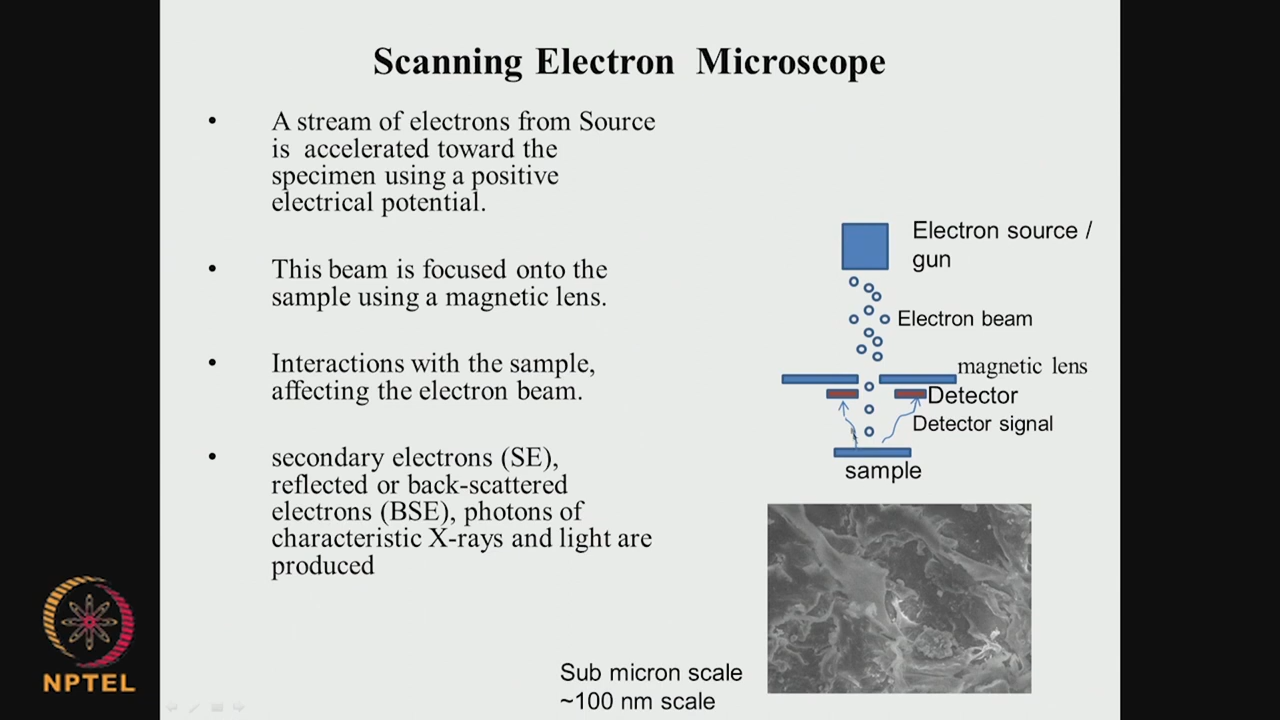 Scanning Electron Microscope
• A stream of electrons from Source
is accelerated toward the
specimen using a positive
electrical potential.
• This beam is focused onto the
sample using a magnetic lens.
• Interactions with the sample,
affecting the electron beam.
• secondary electrons (SE),
reflected or back-scattered
electrons (BSE), photons of
characteristic X-rays and light are
produced
Electron source /
gun
Electron beam
magnetic lens
Detector
Detector signal
sample
Sub micron scale
~100 nm scale
NPTEL